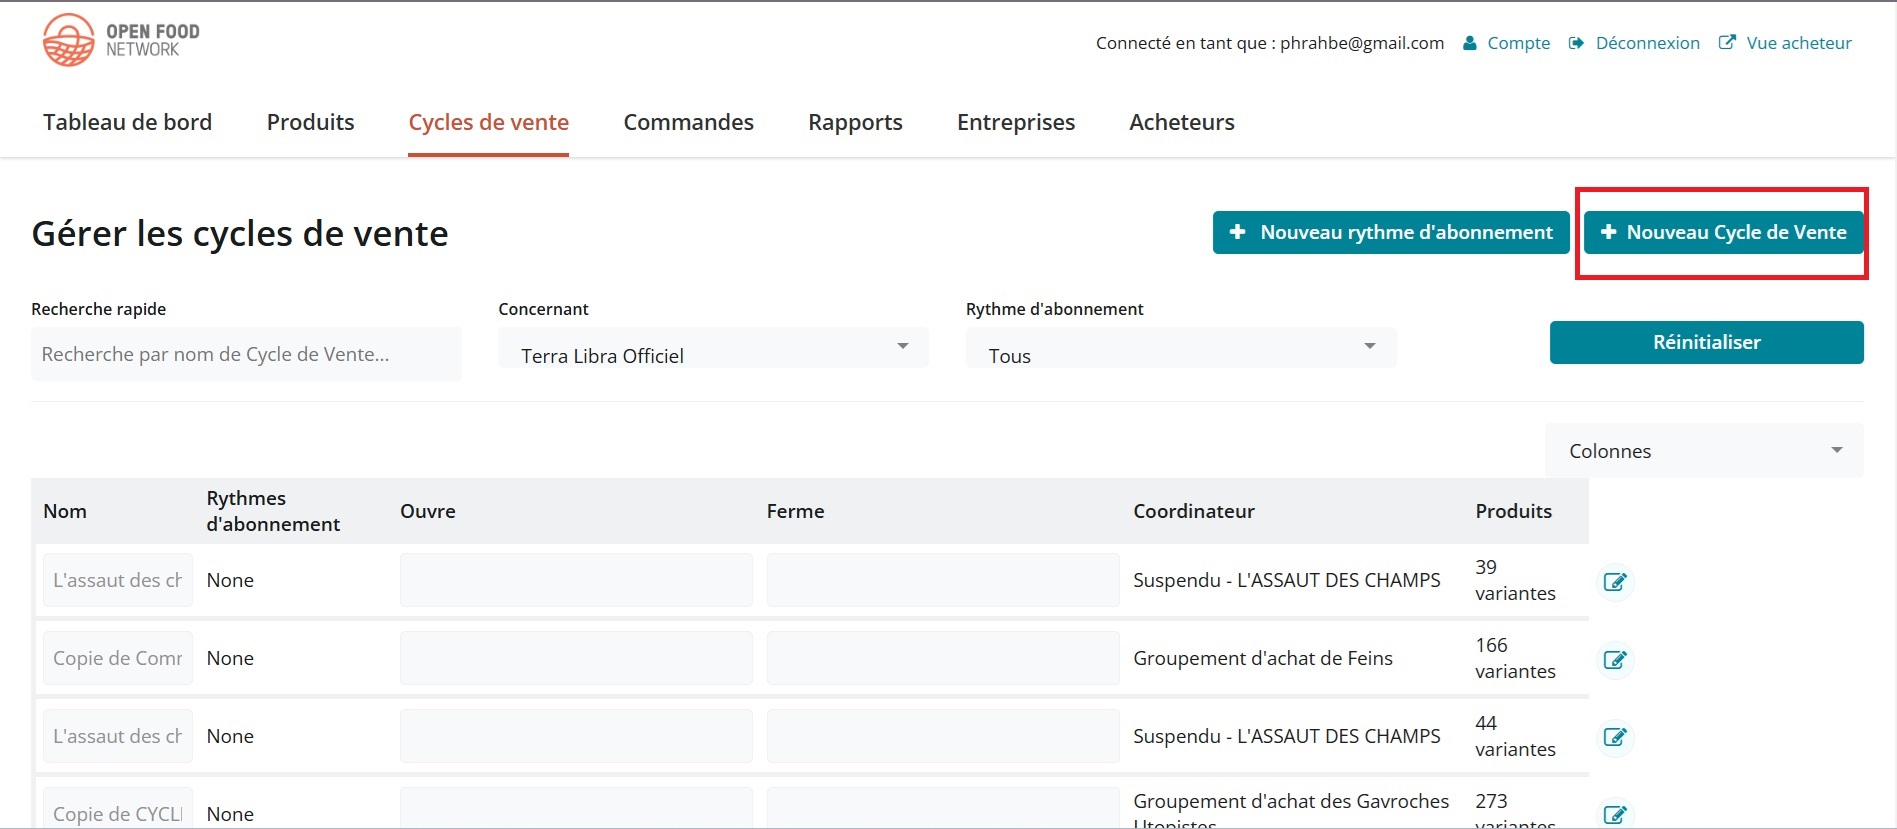 OPEN FOOD
NETWORK
Connecté en tant que : phrahbe@gmail.com Compte Déconnexion Vue acheteur
Tableau de bord Produits Cycles de vente Commandes Rapports Entreprises Acheteurs
Gérer les cycles de vente
+ Nouveau rythme d'abonnement + Nouveau Cycle de Vente
Recherche rapide Concernant Rythme d'abonnement
Recherche par nom de Cycle de Vente... Terra Libra Officiel Tous Réinitialiser
Colonnes
Nom Rythmes d'abonnement Ouvre Ferme Coordinateur Produits
L'assaut des ch None Suspendu - L'ASSAUT DES CHAMPS 39 variantes
Copie de Comr None Groupement d'achat de Feins 166 variantes
L'assaut des ch None Suspendu - L'ASSAUT DES CHAMPS 44 variantes
Copie de CYCL None Groupement d'achat des Gavroches Utopistes 273 variantes